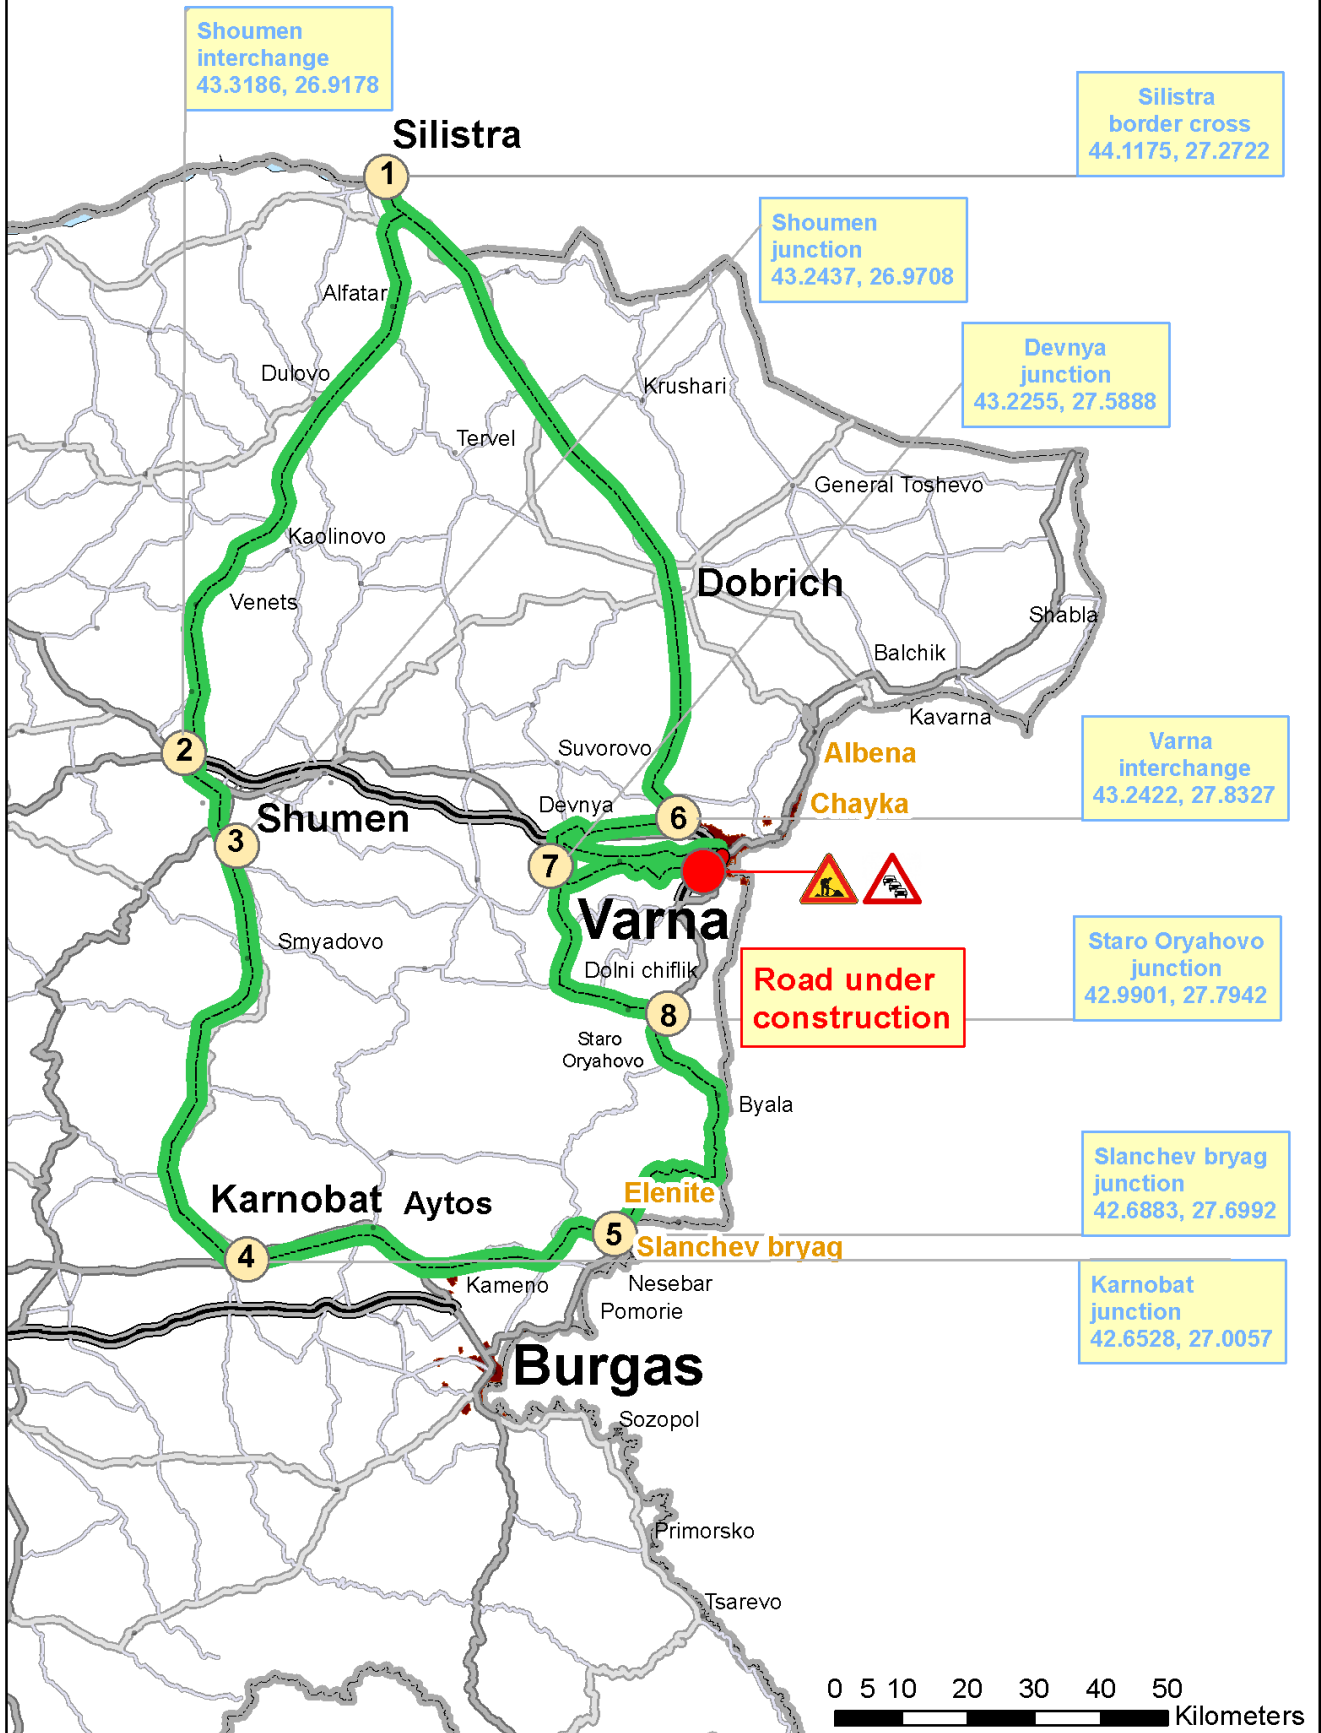 Shoumen
interchange
43.3186, 26.9178
Silistra
border cross
44.1175, 27.2722
Silistra
1
Shoumen
junction
43.2437, 26.9708
Alfatar
Devnya
junction
43.2255, 27.5888
Dulovo
Krushari
Tervel
General Toshevo
Kaolinovo
Dobrich
Venets
Shabla
Balchik
Kavarna
Varna
interchange
43.2422, 27.8327
2
Suvorovo
Albena
Devnya
Chayka
6
Shumen
3
7
Varna
Smyadovo
Dolni chiflik
Staro Oryahovo
junction
42.9901, 27.7942
Road under
construction
8
Staro
Oryahovo
Byala
Slanchev bryag
junction
42.6883, 27.6992
Karnobat
Aytos
Elenite
5
Slanchev bryag
4
Kameno
Nesebar
Pomorie
Karnobat
junction
42.6528, 27.0057
Burgas
Sozopol
Primorsko
Tsarevo
0 5 10 20 30 40 50
Kilometers